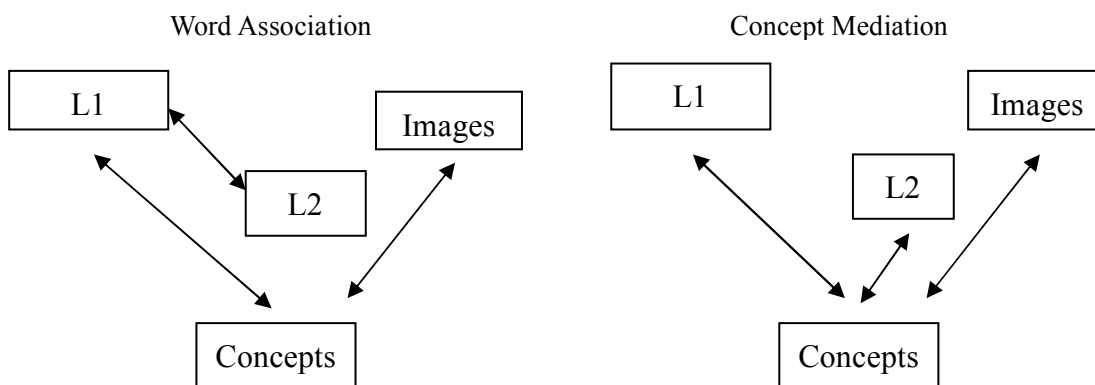 Word Association
L1
Images
L2
Concepts
Concept Mediation
L1
Images
L2
Concepts